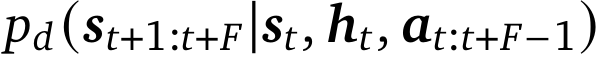 p_d(s_{t+1:t+F}|s_t, h_t, a_{t:t+F−1})